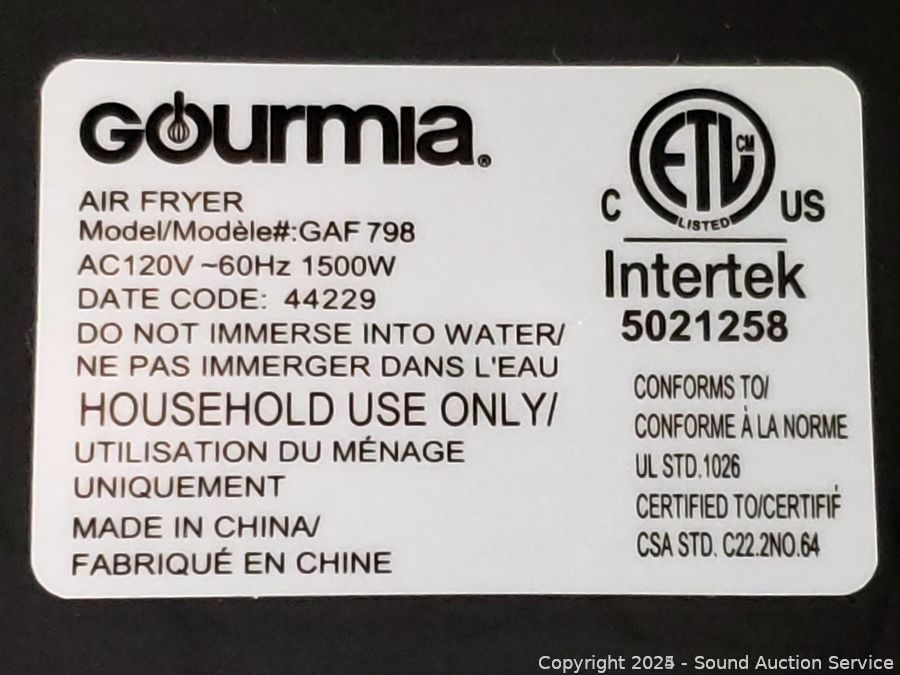 Gourmia®
AIR FRYER
Model/Modèle#:GAF 798
AC120V ~60Hz 1500W
DATE CODE: 44229
DO NOT IMMERSE INTO WATER/
NE PAS IMMERGER DANS L'EAU
HOUSEHOLD USE ONLY/
UTILISATION DU MÉNAGE
UNIQUEMENT
MADE IN CHINA/
FABRIQUÉ EN CHINE
ETL CM
C US
LISTED
Intertek
5021258
CONFORMS TO/
CONFORME À LA NORME
UL STD.1026
CERTIFIED TO/CERTIFIÉ
CSA STD. C22.2NO.64
Copyright - Sound Auction Service